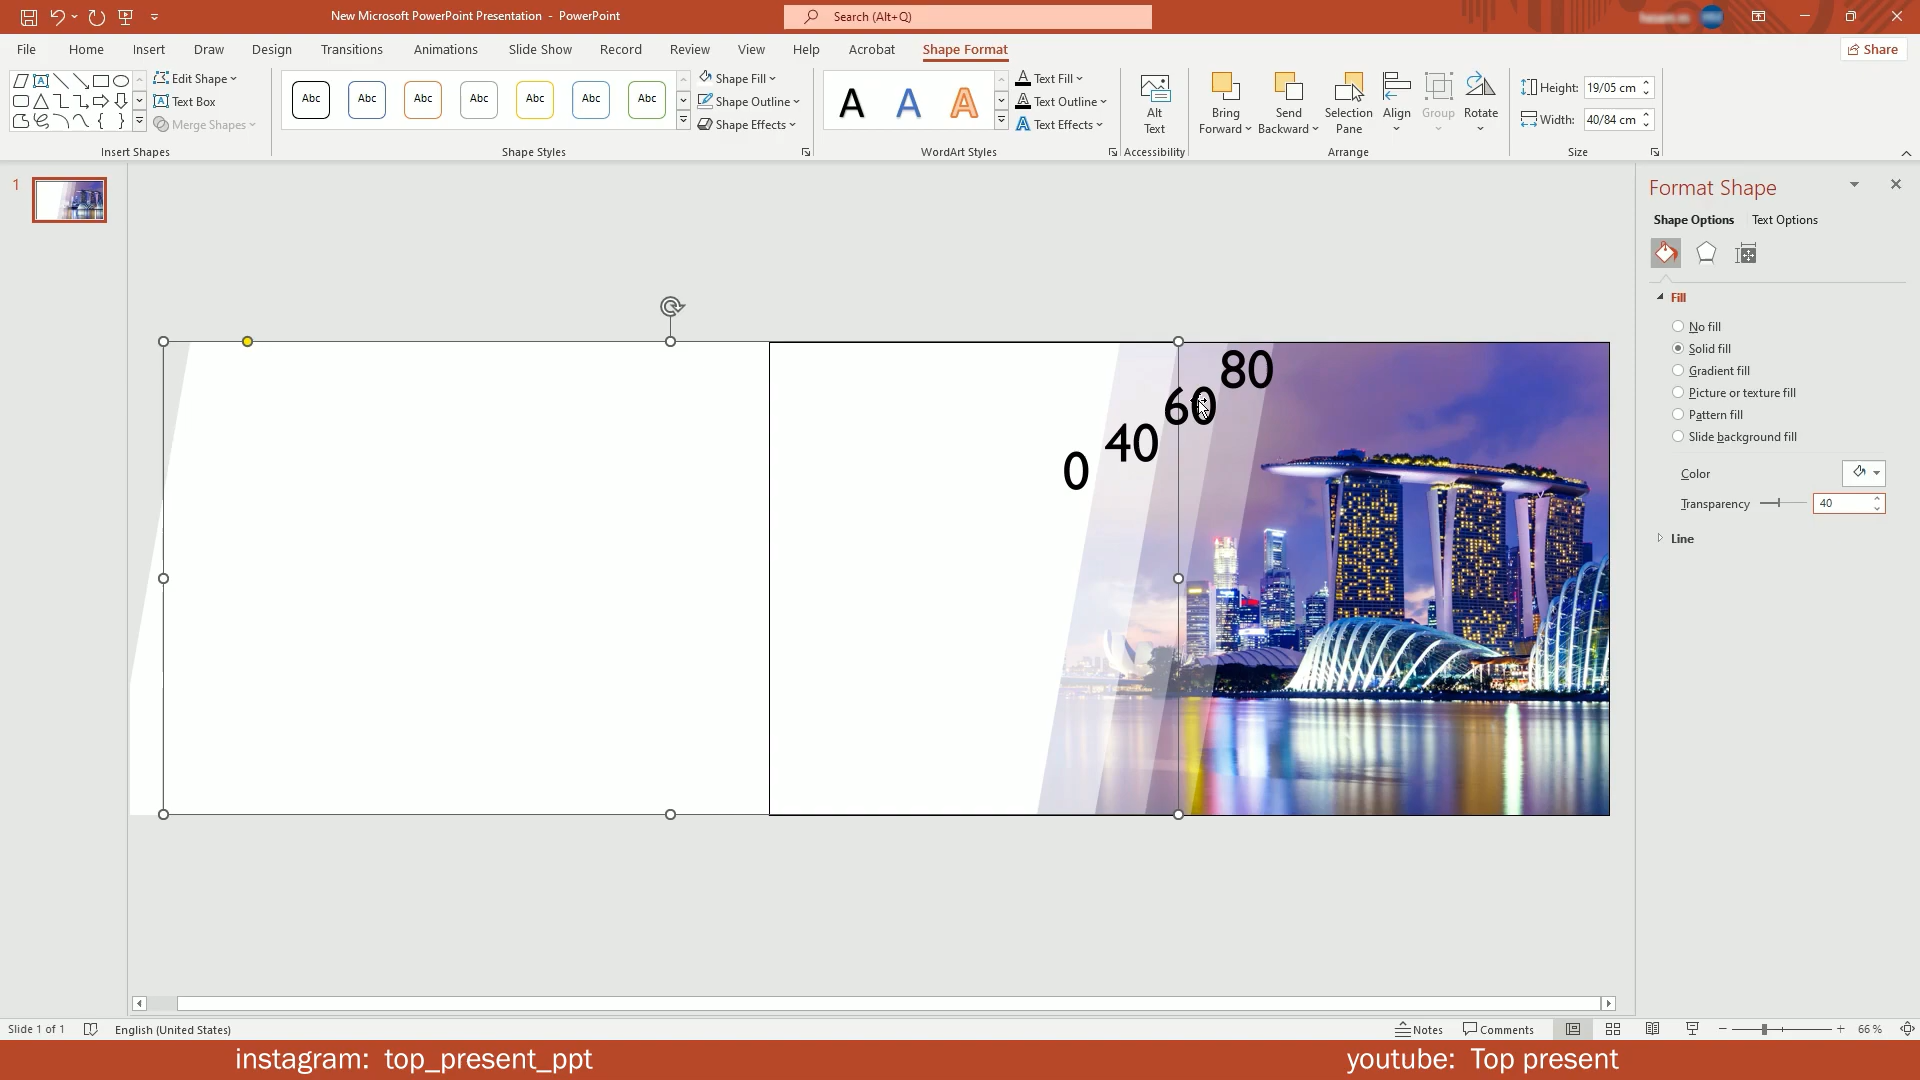 New Microsoft PowerPoint Presentation - PowerPoint
Search (Alt+Q)
File Home Insert Draw Design Transitions Animations Slide Show Record Review View Help Acrobat Shape Format
Share
Edit Shape
Text Box
Merge Shapes
Insert Shapes
Abc Abc Abc Abc Abc Abc Abc
Shape Styles
Shape Fill
Shape Outline
Shape Effects
A A A
WordArt Styles
Text Fill
Text Outline
Text Effects
Alt
Text
Accessibility
Bring
Forward
Send
Backward
Selection
Pane
Align
Group
Rotate
Arrange
Height: 19/05 cm
Width: 40/84 cm
Size
1
80
60
40
0
Format Shape
Shape Options Text Options
Fill
No fill
Solid fill
Gradient fill
Picture or texture fill
Pattern fill
Slide background fill
Color
Transparency 40
Line
Slide 1 of 1 English (United States)
Notes Comments 66 %
instagram: top_present_ppt
youtube: Top present